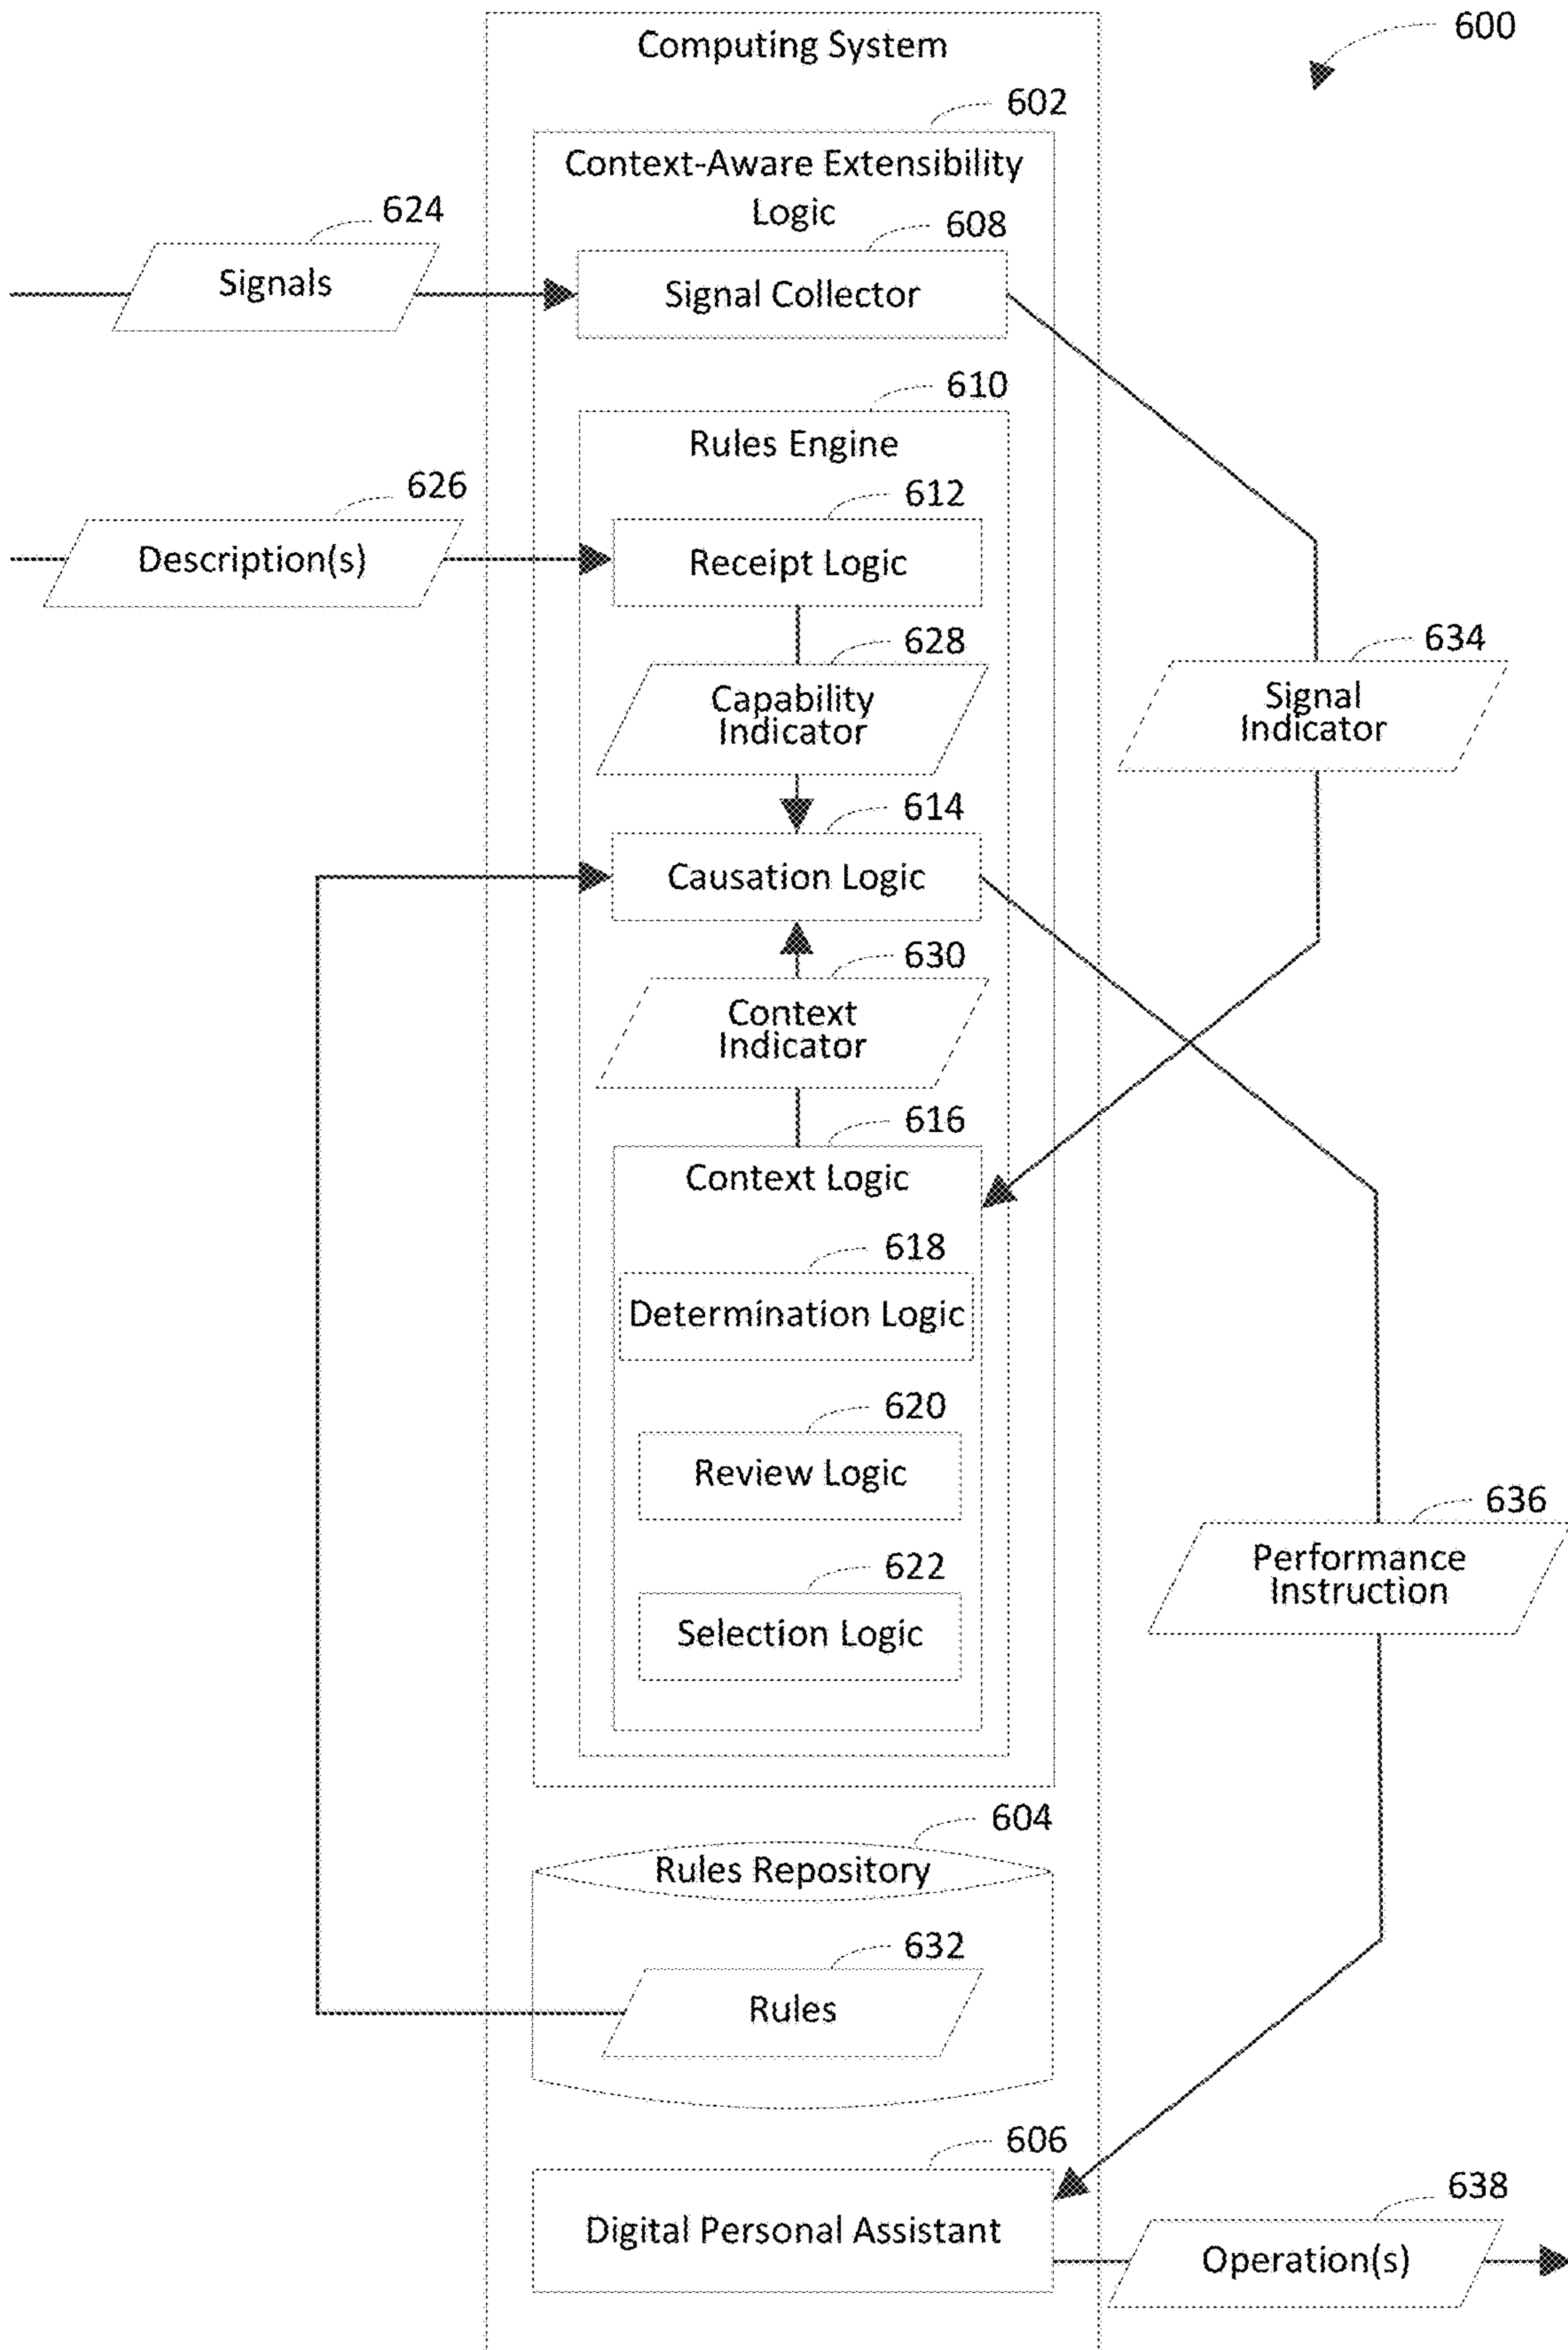 600
Computing System
602
Context-Aware Extensibility
Logic
624
608
Signals
Signal Collector
610
Rules Engine
626
612
Description(s)
Receipt Logic
628
634
Capability
Indicator
Signal
Indicator
614
Causation Logic
630
Context
Indicator
616
Context Logic
618
Determination Logic
620
Review Logic
636
Performance
Instruction
622
Selection Logic
604
Rules Repository
632
Rules
606
638
Digital Personal Assistant
Operation(s)